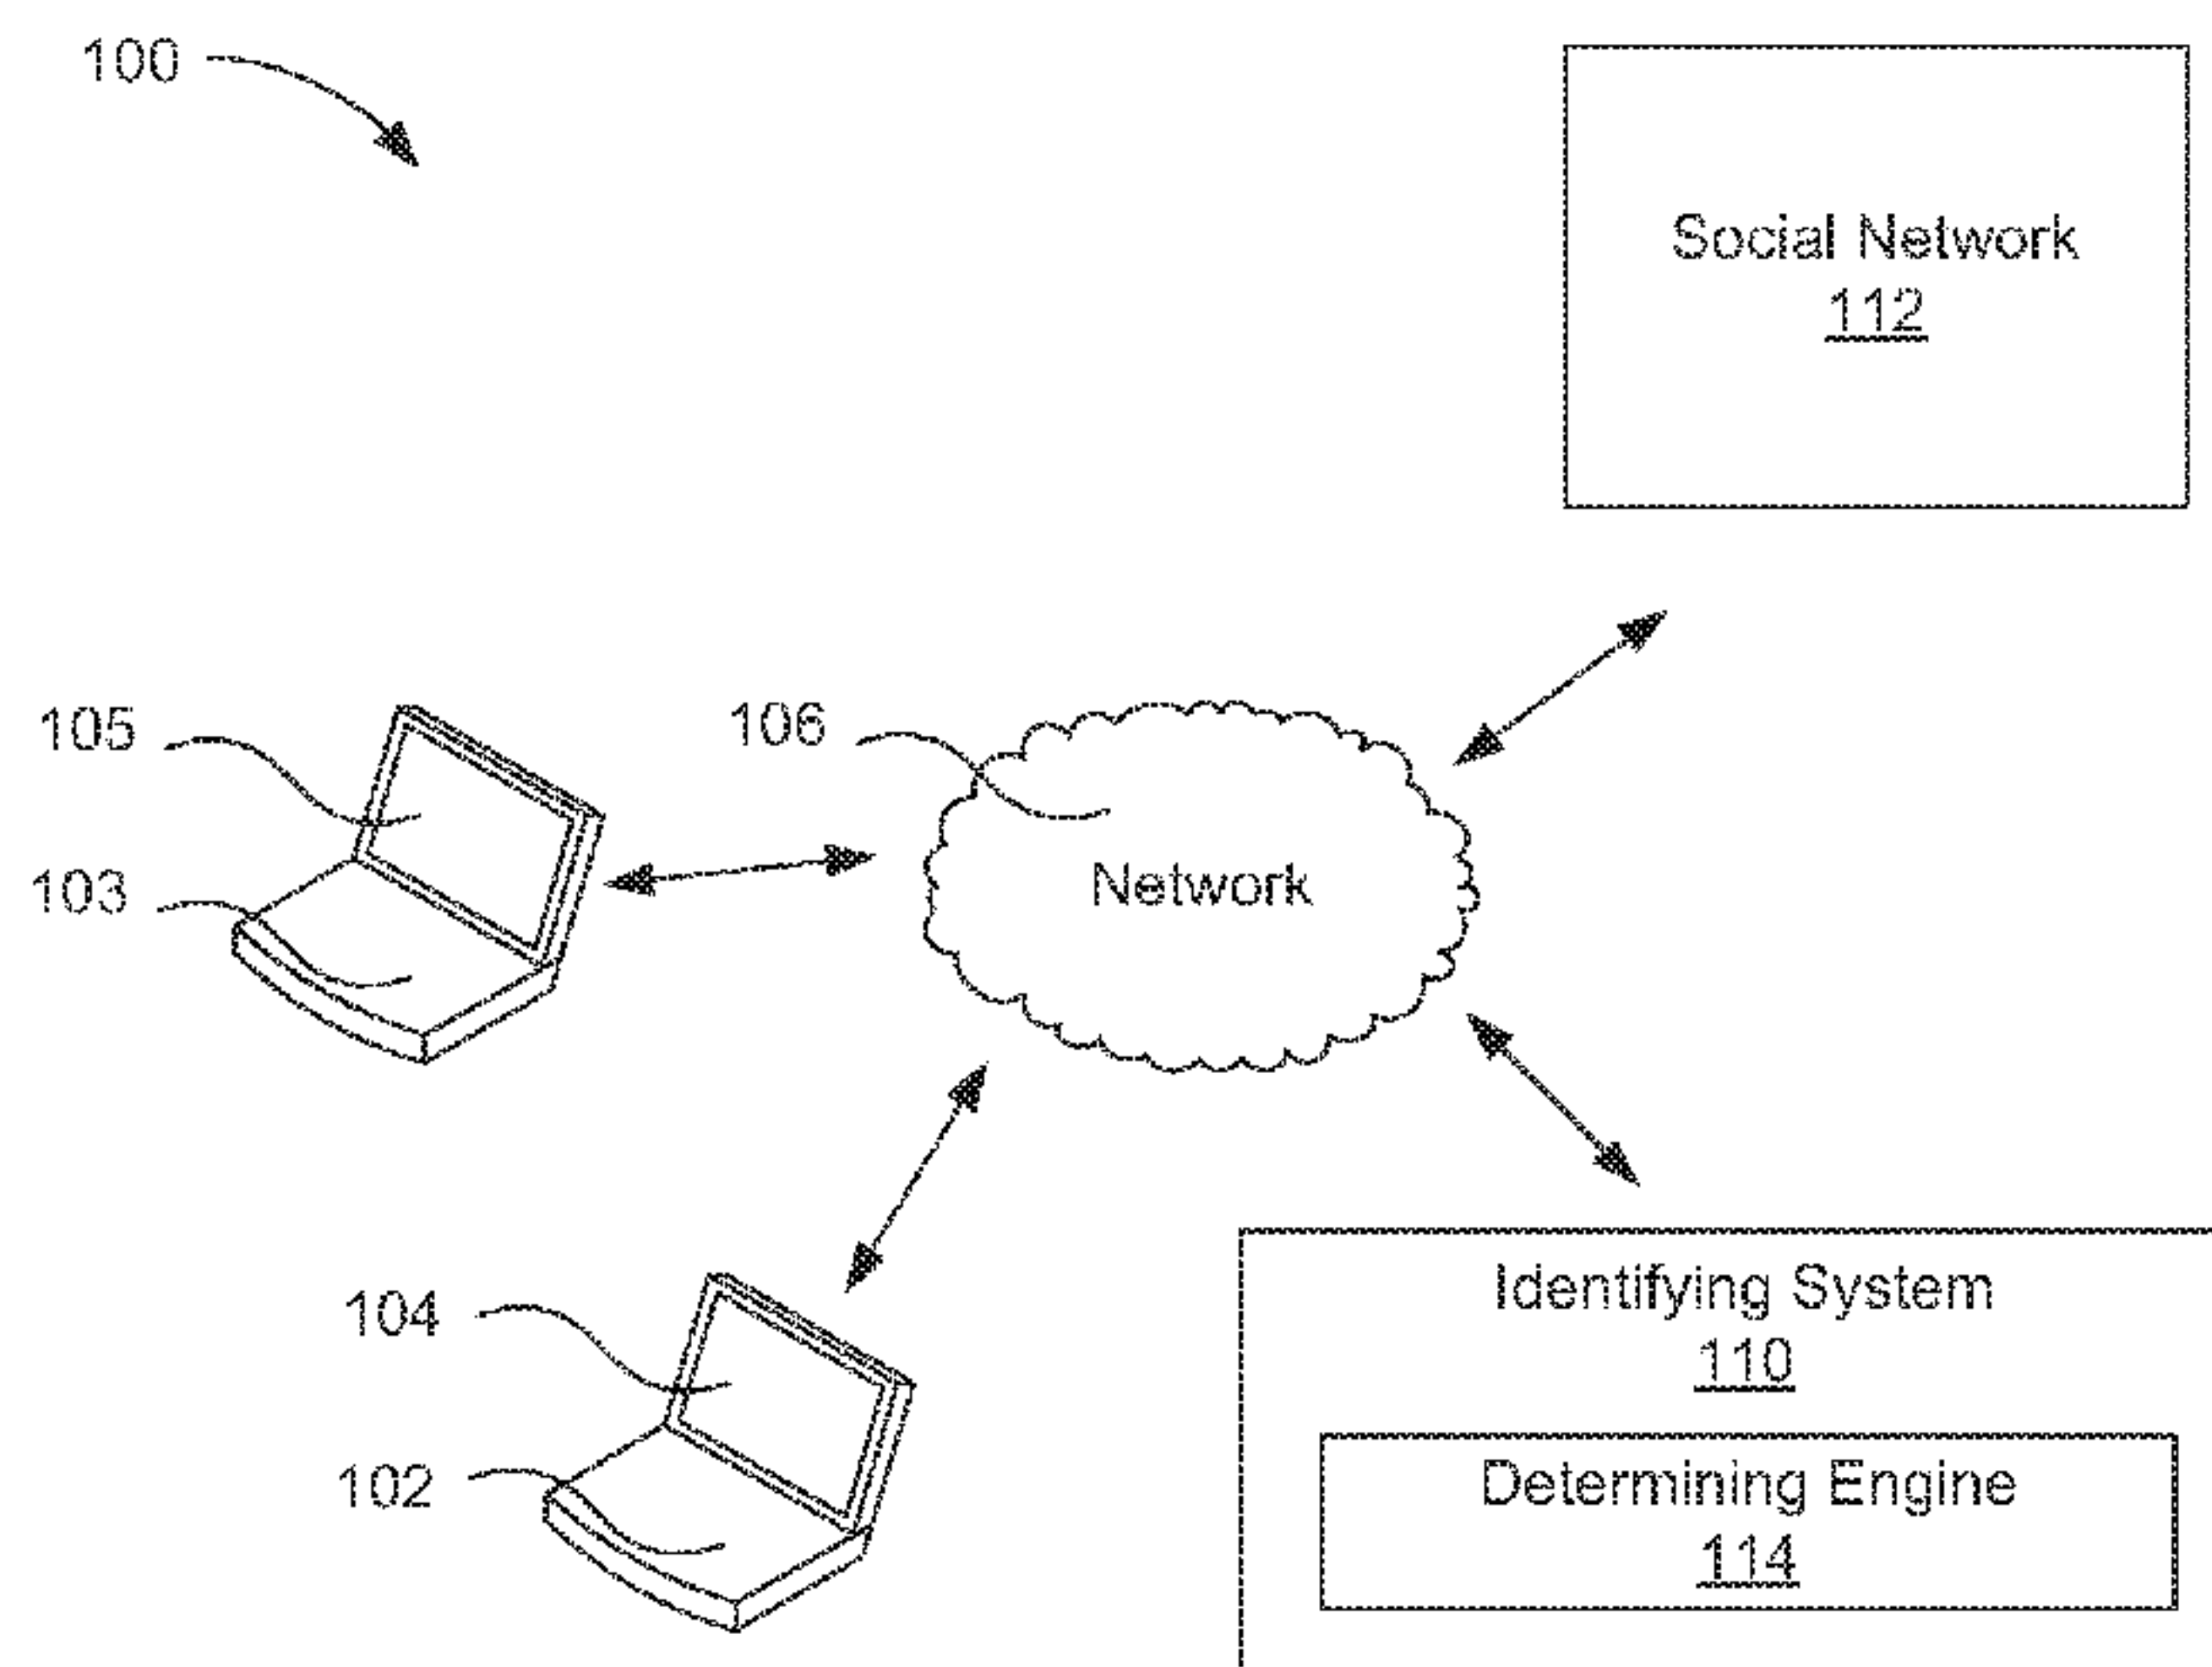 100
Social Network
112
105
106
103
Network
104
102
Identifying System
110
Determining Engine
114